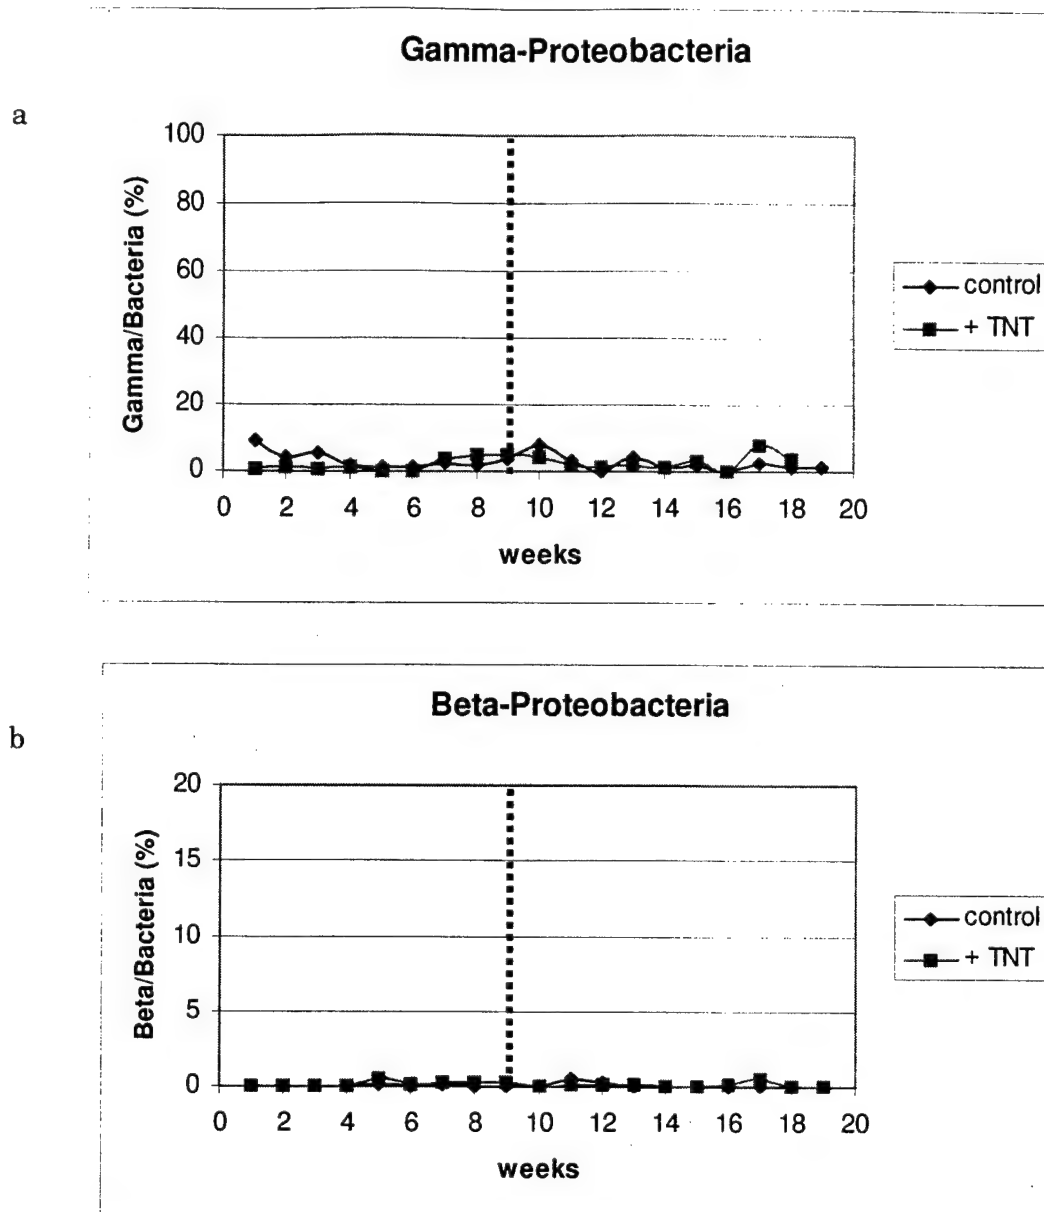 a
Gamma-Proteobacteria
Gamma/Bacteria (%)
100
80
60
40
20
0
0 2 4 6 8 10 12 14 16 18 20
weeks
control
+ TNT
b
Beta-Proteobacteria
Beta/Bacteria (%)
20
15
10
5
0
0 2 4 6 8 10 12 14 16 18 20
weeks
control
+ TNT